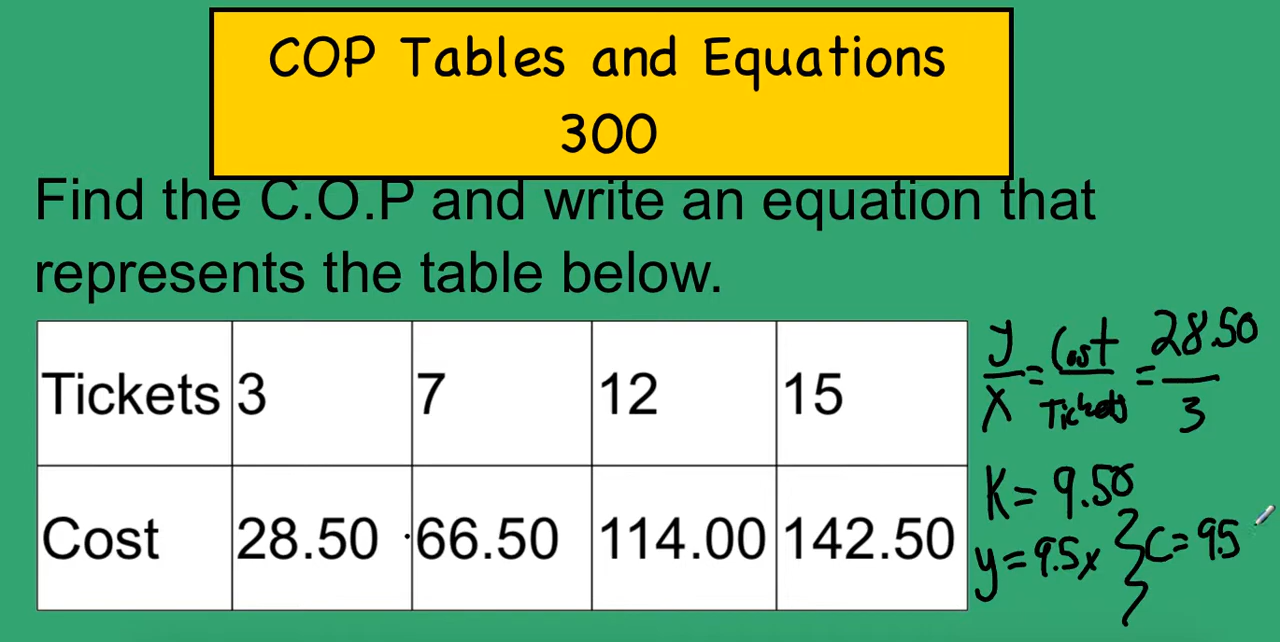 COP Tables and Equations
300
Find the C.O.P and write an equation that
represents the table below.
Tickets 3 7 12 15
Cost 28.50 66.50 114.00 142.50
y/x = Cost/Tickets = 28.50/3
K = 9.50
y = 9.5x } C = 9.5